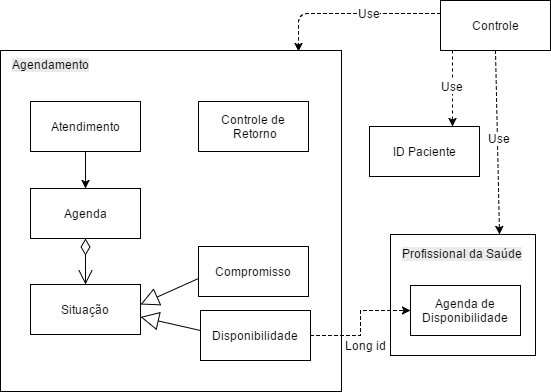 Use
Controle
Agendamento
Use
Atendimento
Controle de
Retorno
Use
ID Paciente
Agenda
Profissional da Saúde
Compromisso
Situação
Agenda de
Disponibilidade
Disponibilidade
Long id